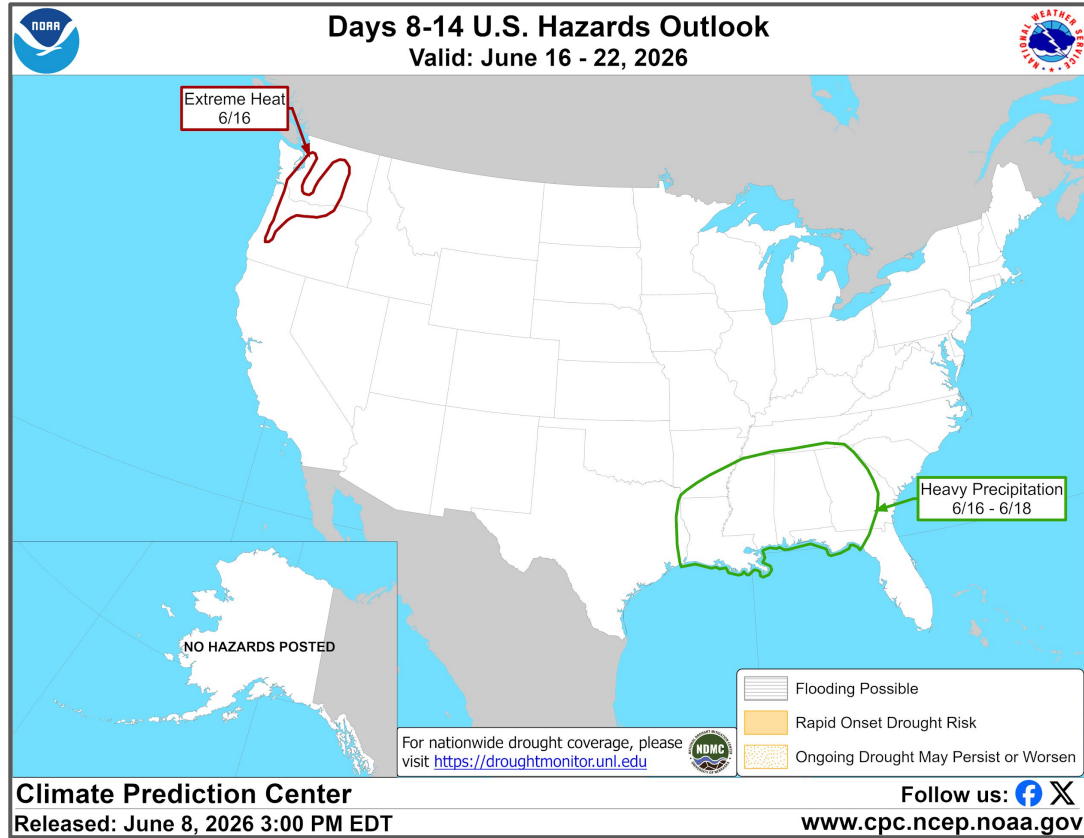 NOAA
Days 8-14 U.S. Hazards Outlook
Valid: June 16 - 22, 2026
NATIONAL WEATHER SERVICE
Extreme Heat
6/16
Heavy Precipitation
6/16 - 6/18
NO HAZARDS POSTED
For nationwide drought coverage, please
visit https://droughtmonitor.unl.edu
NDMC
Flooding Possible
Rapid Onset Drought Risk
Ongoing Drought May Persist or Worsen
Climate Prediction Center
Released: June 8, 2026 3:00 PM EDT
Follow us:
www.cpc.ncep.noaa.gov